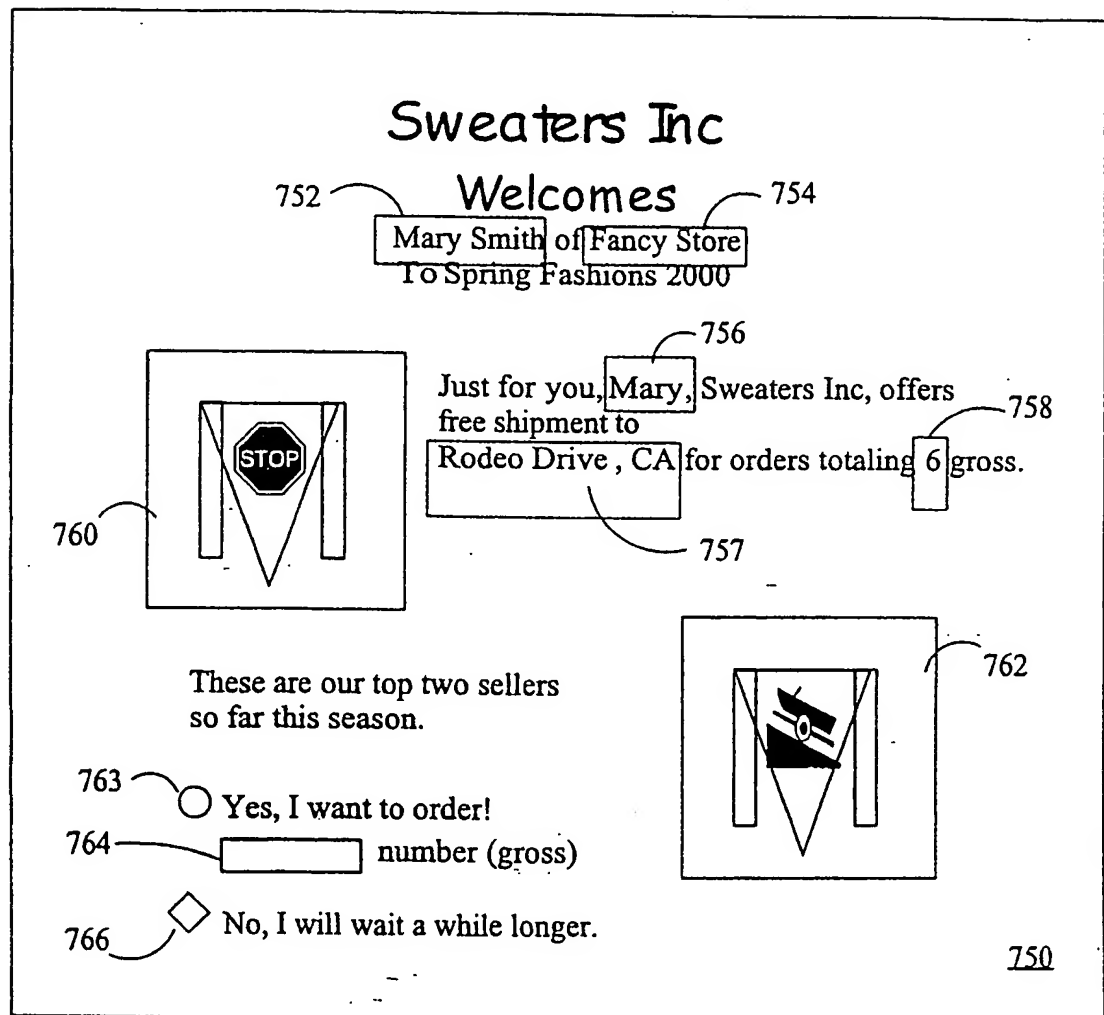 Sweaters Inc
Welcomes
752
754
Mary Smith of Fancy Store
To Spring Fashions 2000
756
Just for you, Mary, Sweaters Inc, offers
758
free shipment to
Rodeo Drive , CA for orders totaling 6 gross.
STOP
760
757
762
These are our top two sellers
so far this season.
763
Yes, I want to order!
764
number (gross)
766
No, I will wait a while longer.
750